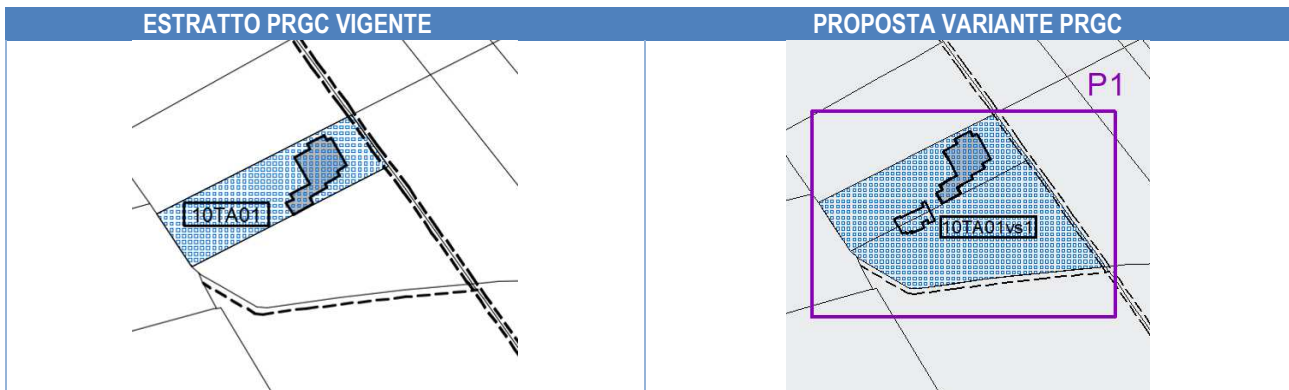 ESTRATTO PRGC VIGENTE
PROPOSTA VARIANTE PRGC
P1
10TA01
10TA01vs1